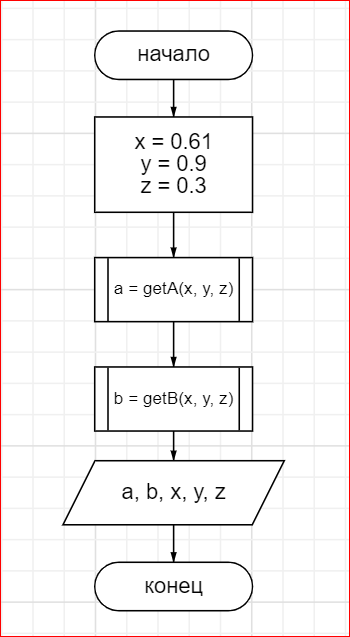 начало
x = 0.61
y = 0.9
z = 0.3
a = getA(x, y, z)
b = getB(x, y, z)
a, b, x, y, z
конец